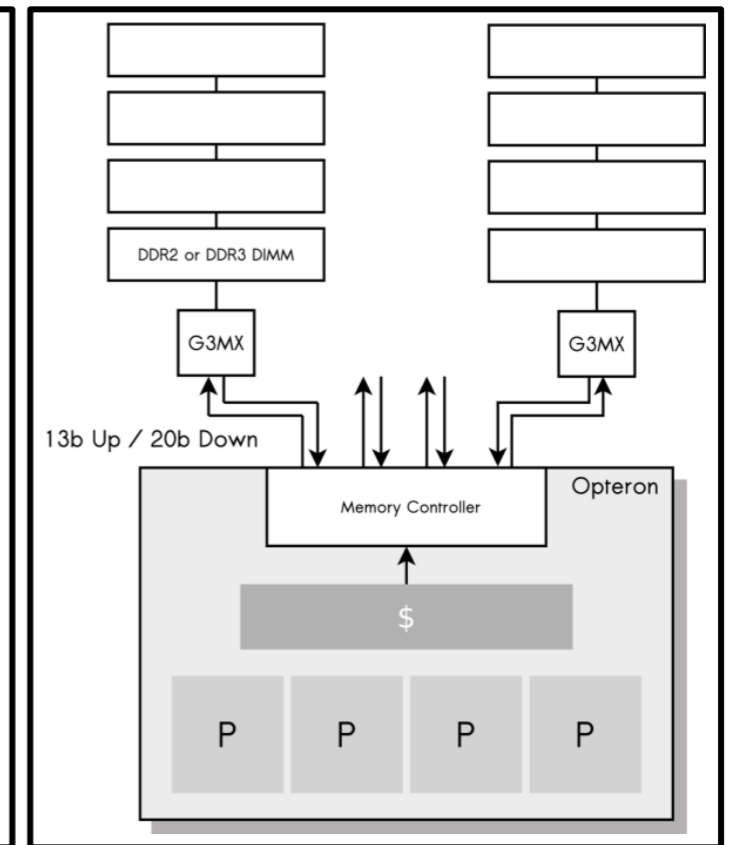 DDR2 or DDR3 DIMM
G3MX
G3MX
13b Up / 20b Down
Opteron
Memory Controller
$
P
P
P
P